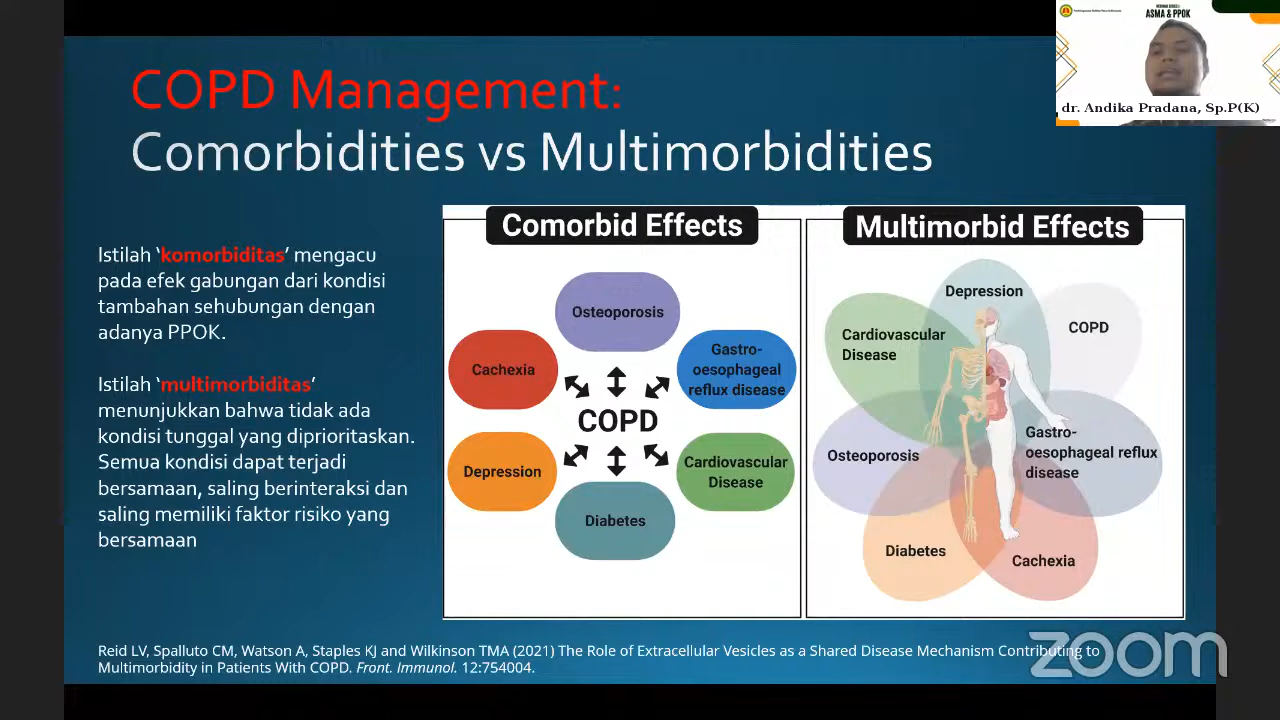 COPD Management:
Comorbidities vs Multimorbidities
ASMA & PPOK
dr. Andika Pradana, Sp.P(K)
Istilah ‘komorbiditas’ mengacu
pada efek gabungan dari kondisi
tambahan sehubungan dengan
adanya PPOK.
Istilah ‘multimorbiditas’
menunjukkan bahwa tidak ada
kondisi tunggal yang diprioritaskan.
Semua kondisi dapat terjadi
bersamaan, saling berinteraksi dan
saling memiliki faktor risiko yang
bersamaan
Comorbid Effects
Osteoporosis
Cachexia
Gastro-
oesophageal
reflux disease
COPD
Depression
Cardiovascular
Disease
Diabetes
Multimorbid Effects
Depression
Cardiovascular
Disease
COPD
Gastro-
oesophageal reflux
disease
Osteoporosis
Diabetes
Cachexia
Reid LV, Spalluto CM, Watson A, Staples KJ and Wilkinson TMA (2021) The Role of Extracellular Vesicles as a Shared Disease Mechanism Contributing to
Multimorbidity in Patients With COPD. Front. Immunol. 12:754004.
zoom